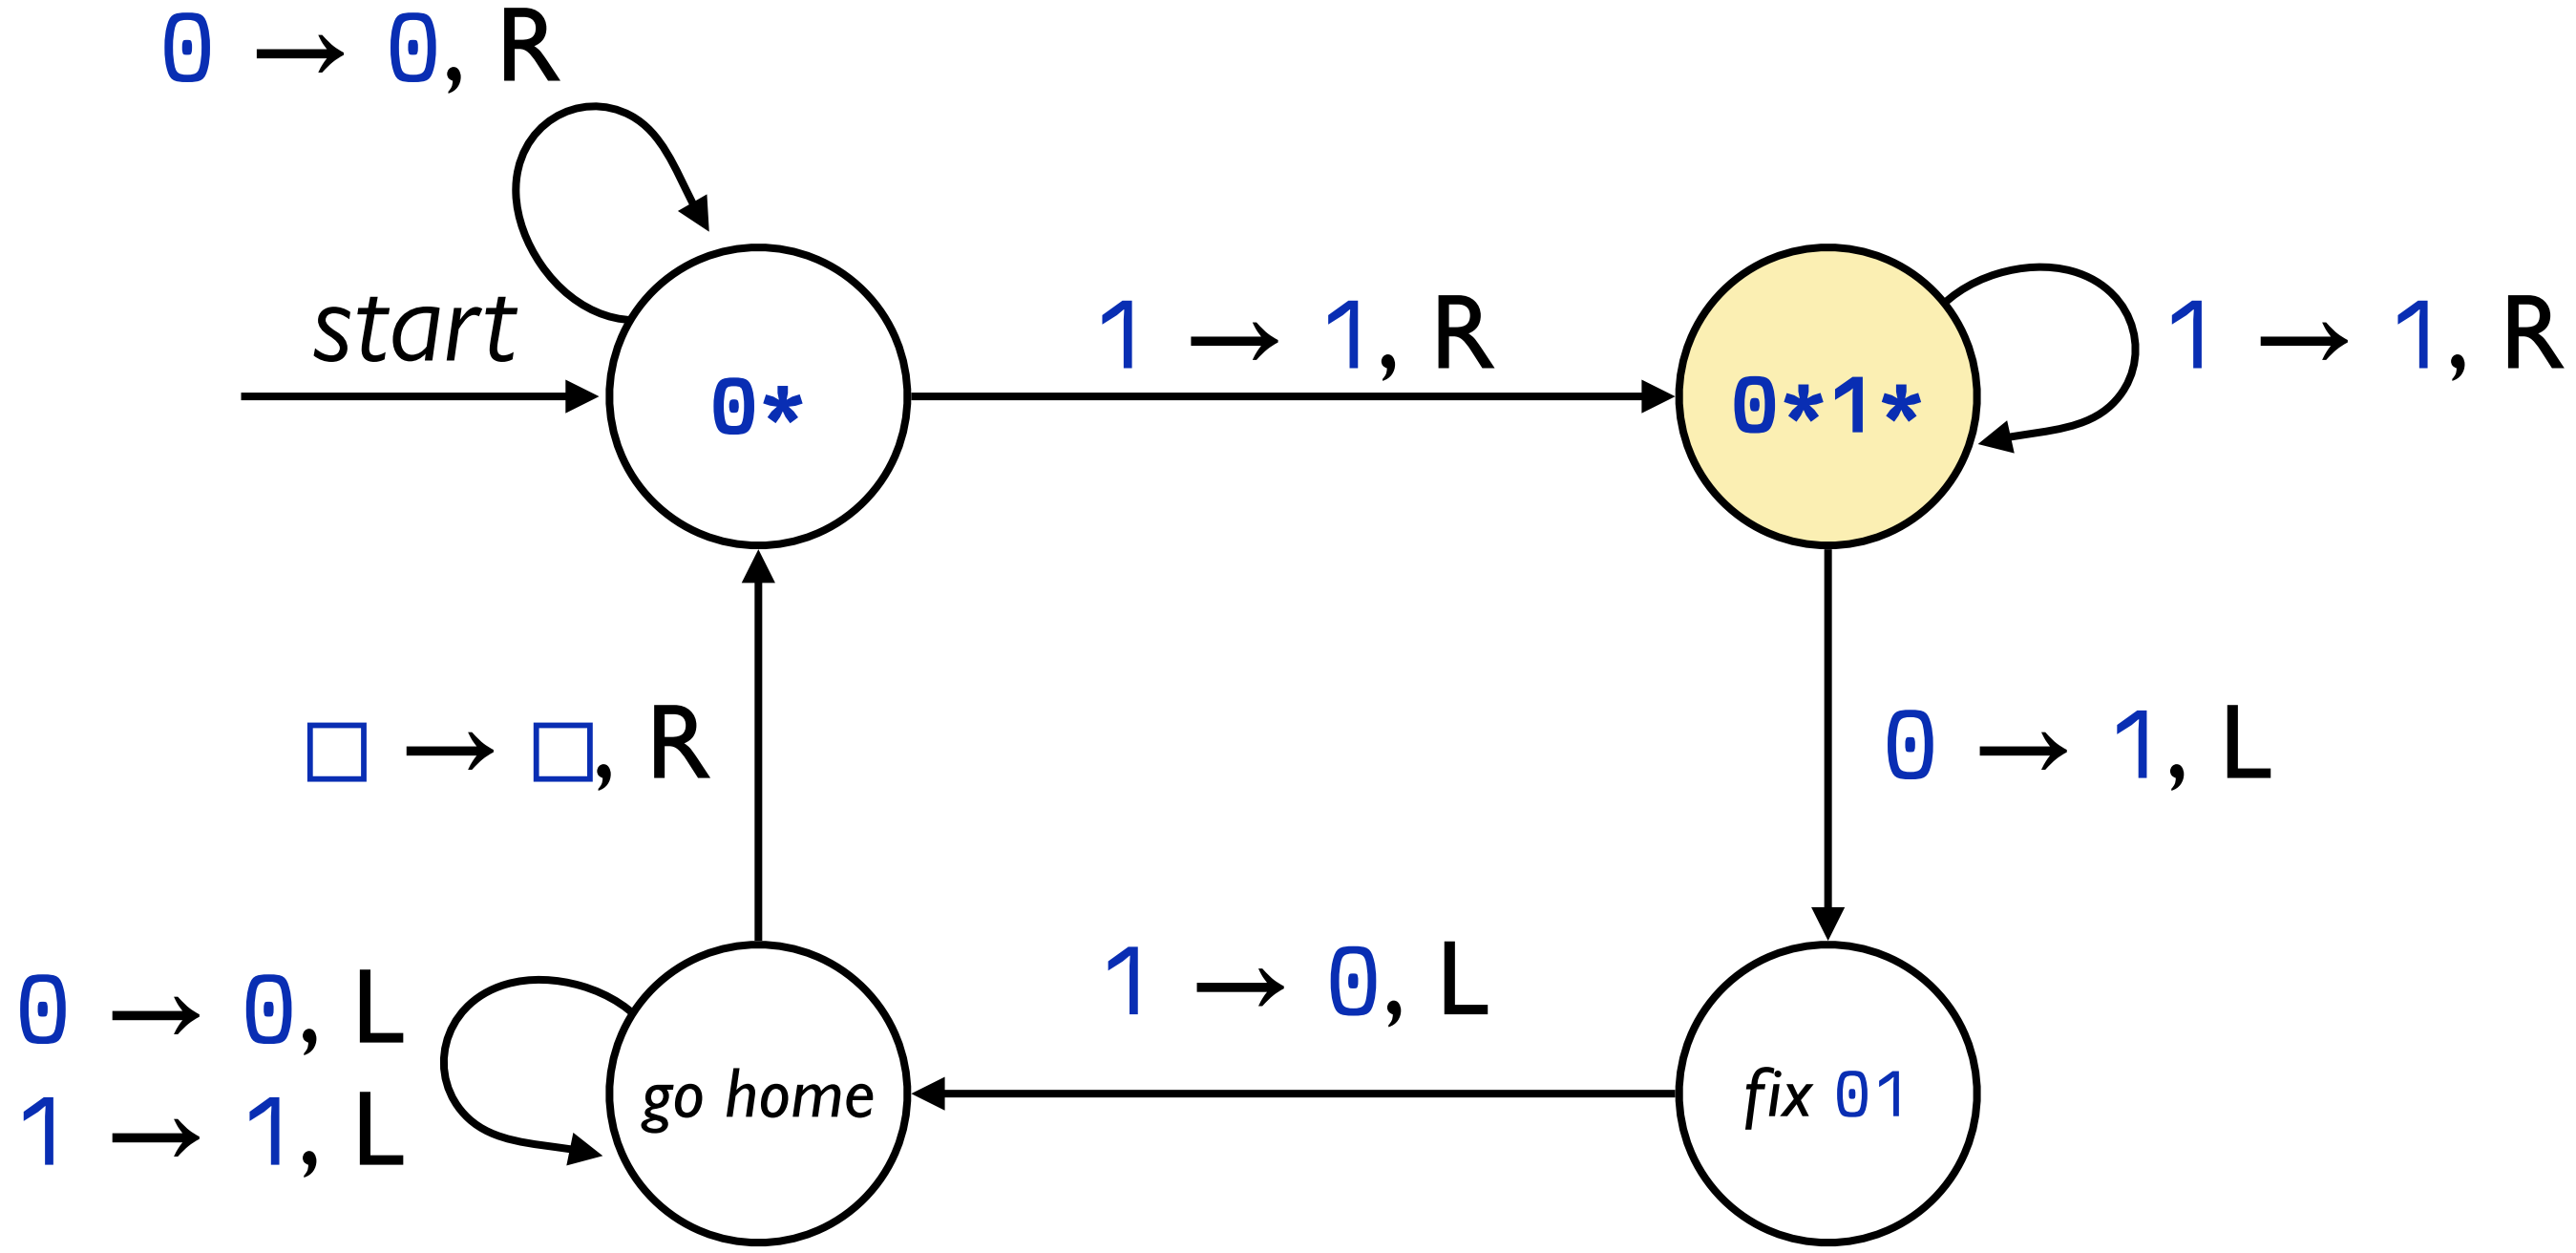 0 → 0, R
start
1 → 1, R
1 → 1, R
0*
0*1*
□ → □, R
0 → 1, L
0 → 0, L
1 → 1, L
1 → 0, L
go home
fix 01